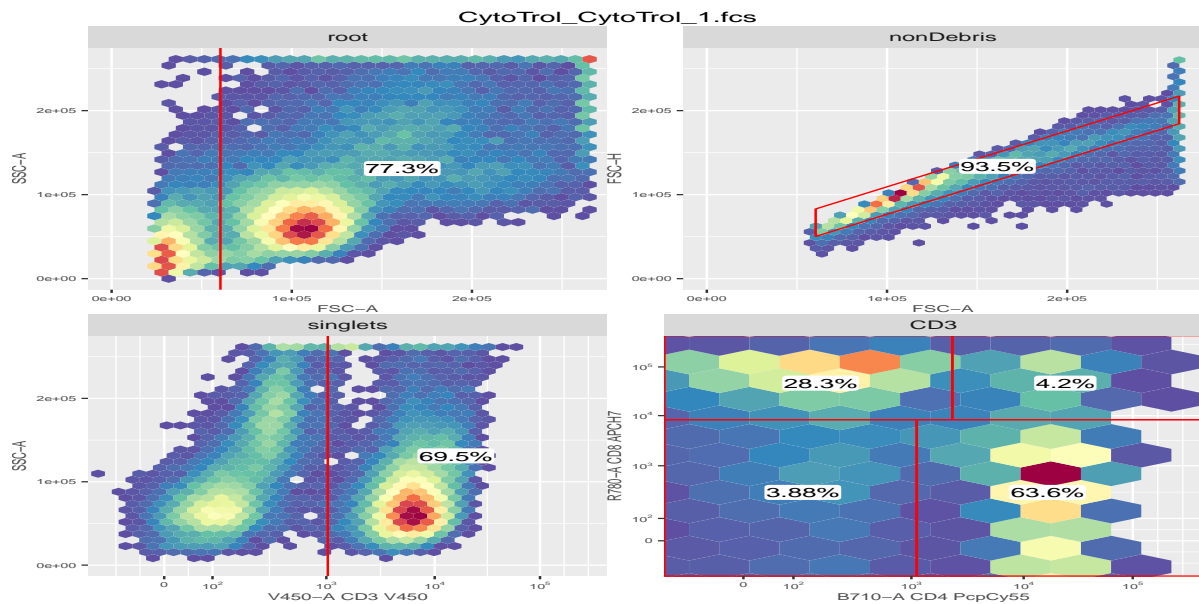 CytoTrol_CytoTrol_1.fcs
root
nonDebris
SSC-A
2e+05
1e+05
0e+00
77.3%
0e+00 1e+05 2e+05
FSC-A
FSC-H
2e+05
1e+05
0e+00
93.5%
0e+00 1e+05 2e+05
FSC-A
singlets
CD3
SSC-A
2e+05
1e+05
0e+00
69.5%
0 10² 10³ 10⁴ 10⁵
V450-A CD3 V450
R780-A CD8 APCH7
10⁵
10⁴
10³
10²
0
28.3% 4.2%
3.88% 63.6%
0 10² 10³ 10⁴ 10⁵
B710-A CD4 PcpCy55